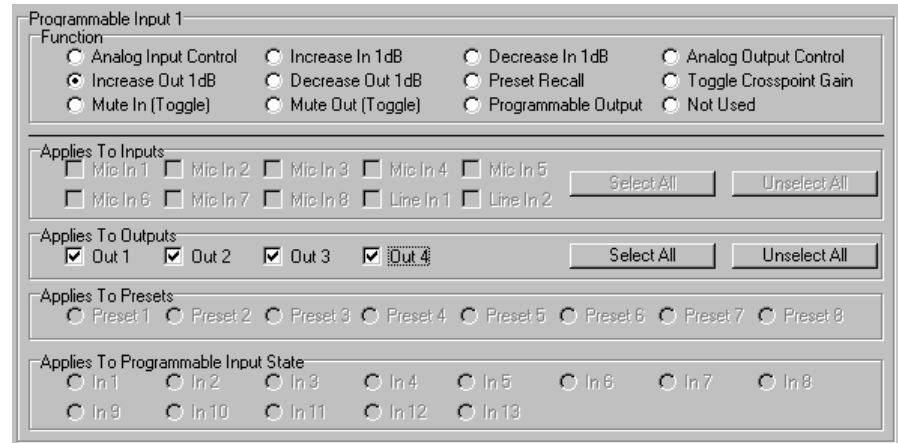 Programmable Input 1
Function
Analog Input Control Increase In 1dB Decrease In 1dB Analog Output Control
Increase Out 1dB Decrease Out 1dB Preset Recall Toggle Crosspoint Gain
Mute In (Toggle) Mute Out (Toggle) Programmable Output Not Used
Applies To Inputs
Mic In 1 Mic In 2 Mic In 3 Mic In 4 Mic In 5
Select All Unselect All
Mic In 6 Mic In 7 Mic In 8 Line In 1 Line In 2
Applies To Outputs
Out 1 Out 2 Out 3 Out 4 Select All Unselect All
Applies To Presets
Preset 1 Preset 2 Preset 3 Preset 4 Preset 5 Preset 6 Preset 7 Preset 8
Applies To Programmable Input State
In 1 In 2 In 3 In 4 In 5 In 6 In 7 In 8
In 9 In 10 In 11 In 12 In 13